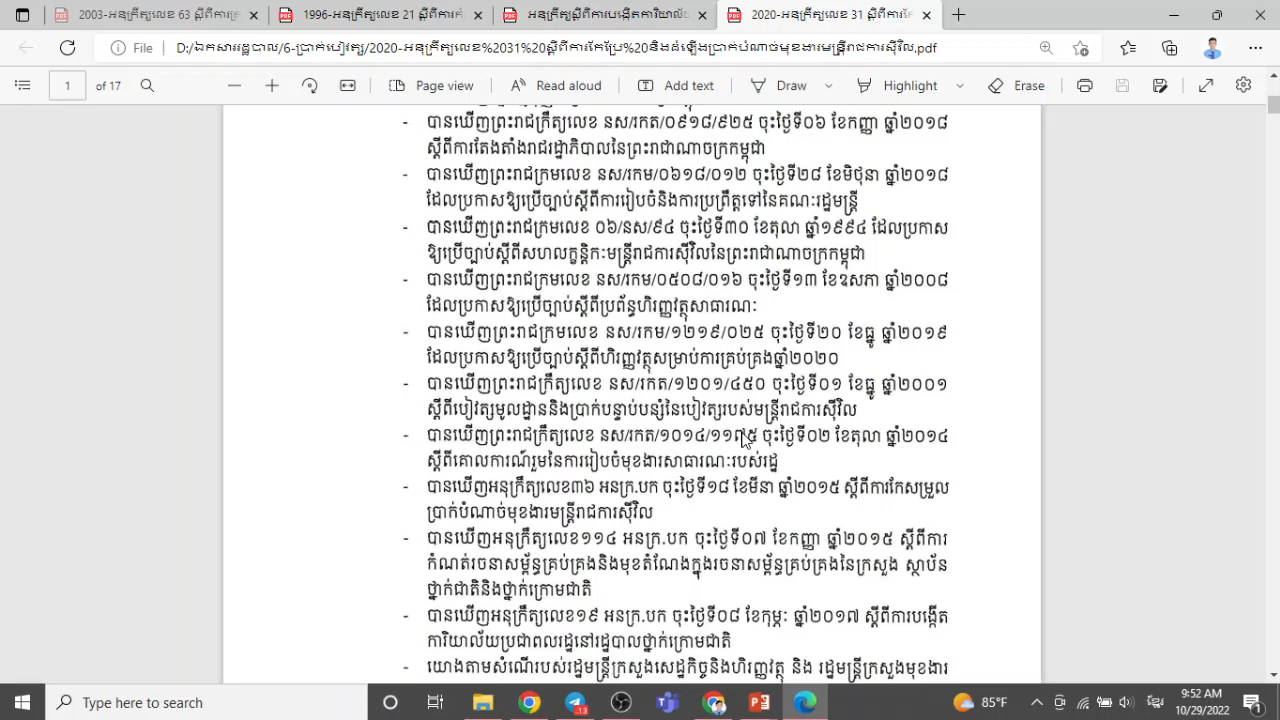 2003-អនុក្រឹត្យលេខ 63 ស្ដីពីការគ្រ
1996-អនុក្រឹត្យលេខ 21 ស្ដីពីការកំ
អនុក្រឹត្យស្ដីពីការបង្កើតការិយាល័យ
2020-អនុក្រឹត្យលេខ 31 ស្ដីពីការកែ
File D:/ឯកសាររដ្ឋបាល/6-ប្រាក់បៀវត្ស/2020-អនុក្រឹត្យលេខ%2031%20ស្ដីពីការកែប្រែ%20និងដំឡើងប្រាក់បំណាច់មុខងារមន្ត្រីរាជការស៊ីវិល.pdf
1 of 17 Page view Read aloud Add text Draw Highlight Erase
- បានឃើញព្រះរាជក្រឹត្យលេខ នស/រកត/០៩១៨/៩២៥ ចុះថ្ងៃទី០៦ ខែកញ្ញា ឆ្នាំ២០១៨
ស្ដីពីការតែងតាំងរាជរដ្ឋាភិបាលនៃព្រះរាជាណាចក្រកម្ពុជា
- បានឃើញព្រះរាជក្រមលេខ នស/រកម/០៦១៨/០១២ ចុះថ្ងៃទី២៨ ខែមិថុនា ឆ្នាំ២០១៨
ដែលប្រកាសឱ្យប្រើច្បាប់ស្ដីពីការរៀបចំនិងការប្រព្រឹត្តទៅនៃគណៈរដ្ឋមន្ត្រី
- បានឃើញព្រះរាជក្រមលេខ ០៦/នស/៩៤ ចុះថ្ងៃទី៣០ ខែតុលា ឆ្នាំ១៩៩៤ ដែលប្រកាស
ឱ្យប្រើច្បាប់ស្ដីពីសហលក្ខន្តិកៈមន្ត្រីរាជការស៊ីវិលនៃព្រះរាជាណាចក្រកម្ពុជា
- បានឃើញព្រះរាជក្រមលេខ នស/រកម/០៥០៨/០១៦ ចុះថ្ងៃទី១៣ ខែឧសភា ឆ្នាំ២០០៨
ដែលប្រកាសឱ្យប្រើច្បាប់ស្ដីពីប្រព័ន្ធហិរញ្ញវត្ថុសាធារណៈ
- បានឃើញព្រះរាជក្រមលេខ នស/រកម/១២១៩/០២៥ ចុះថ្ងៃទី២០ ខែធ្នូ ឆ្នាំ២០១៩
ដែលប្រកាសឱ្យប្រើច្បាប់ស្ដីពីហិរញ្ញវត្ថុសម្រាប់ការគ្រប់គ្រងឆ្នាំ២០២០
- បានឃើញព្រះរាជក្រឹត្យលេខ នស/រកត/១២០១/៤៥០ ចុះថ្ងៃទី០១ ខែធ្នូ ឆ្នាំ២០០១
ស្ដីពីបៀវត្សមូលដ្ឋាននិងប្រាក់បន្ទាប់បន្សំនៃបៀវត្សរបស់មន្ត្រីរាជការស៊ីវិល
- បានឃើញព្រះរាជក្រឹត្យលេខ នស/រកត/១០១៤/១១៧៥ ចុះថ្ងៃទី០២ ខែតុលា ឆ្នាំ២០១៤
ស្ដីពីគោលការណ៍រួមនៃការរៀបចំមុខងារសាធារណៈរបស់រដ្ឋ
- បានឃើញអនុក្រឹត្យលេខ៣៦ អនក្រ.បក ចុះថ្ងៃទី១៨ ខែមីនា ឆ្នាំ២០១៥ ស្ដីពីការកែសម្រួល
ប្រាក់បំណាច់មុខងារមន្ត្រីរាជការស៊ីវិល
- បានឃើញអនុក្រឹត្យលេខ១១៤ អនក្រ.បក ចុះថ្ងៃទី០៧ ខែកញ្ញា ឆ្នាំ២០១៥ ស្ដីពីការ
កំណត់រចនាសម្ព័ន្ធគ្រប់គ្រងនិងមុខតំណែងក្នុងរចនាសម្ព័ន្ធគ្រប់គ្រងនៃក្រសួង ស្ថាប័ន
ថ្នាក់ជាតិនិងថ្នាក់ក្រោមជាតិ
- បានឃើញអនុក្រឹត្យលេខ១៩ អនក្រ.បក ចុះថ្ងៃទី០៨ ខែកុម្ភៈ ឆ្នាំ២០១៧ ស្ដីពីការបង្កើត
ការិយាល័យប្រជាពលរដ្ឋនៅរដ្ឋបាលថ្នាក់ក្រោមជាតិ
- យោងតាមសំណើរបស់រដ្ឋមន្ត្រីក្រសួងសេដ្ឋកិច្ចនិងហិរញ្ញវត្ថុ និង រដ្ឋមន្ត្រីក្រសួងមុខងារ
Type here to search
.13
85°F
9:52 AM
10/29/2022
1